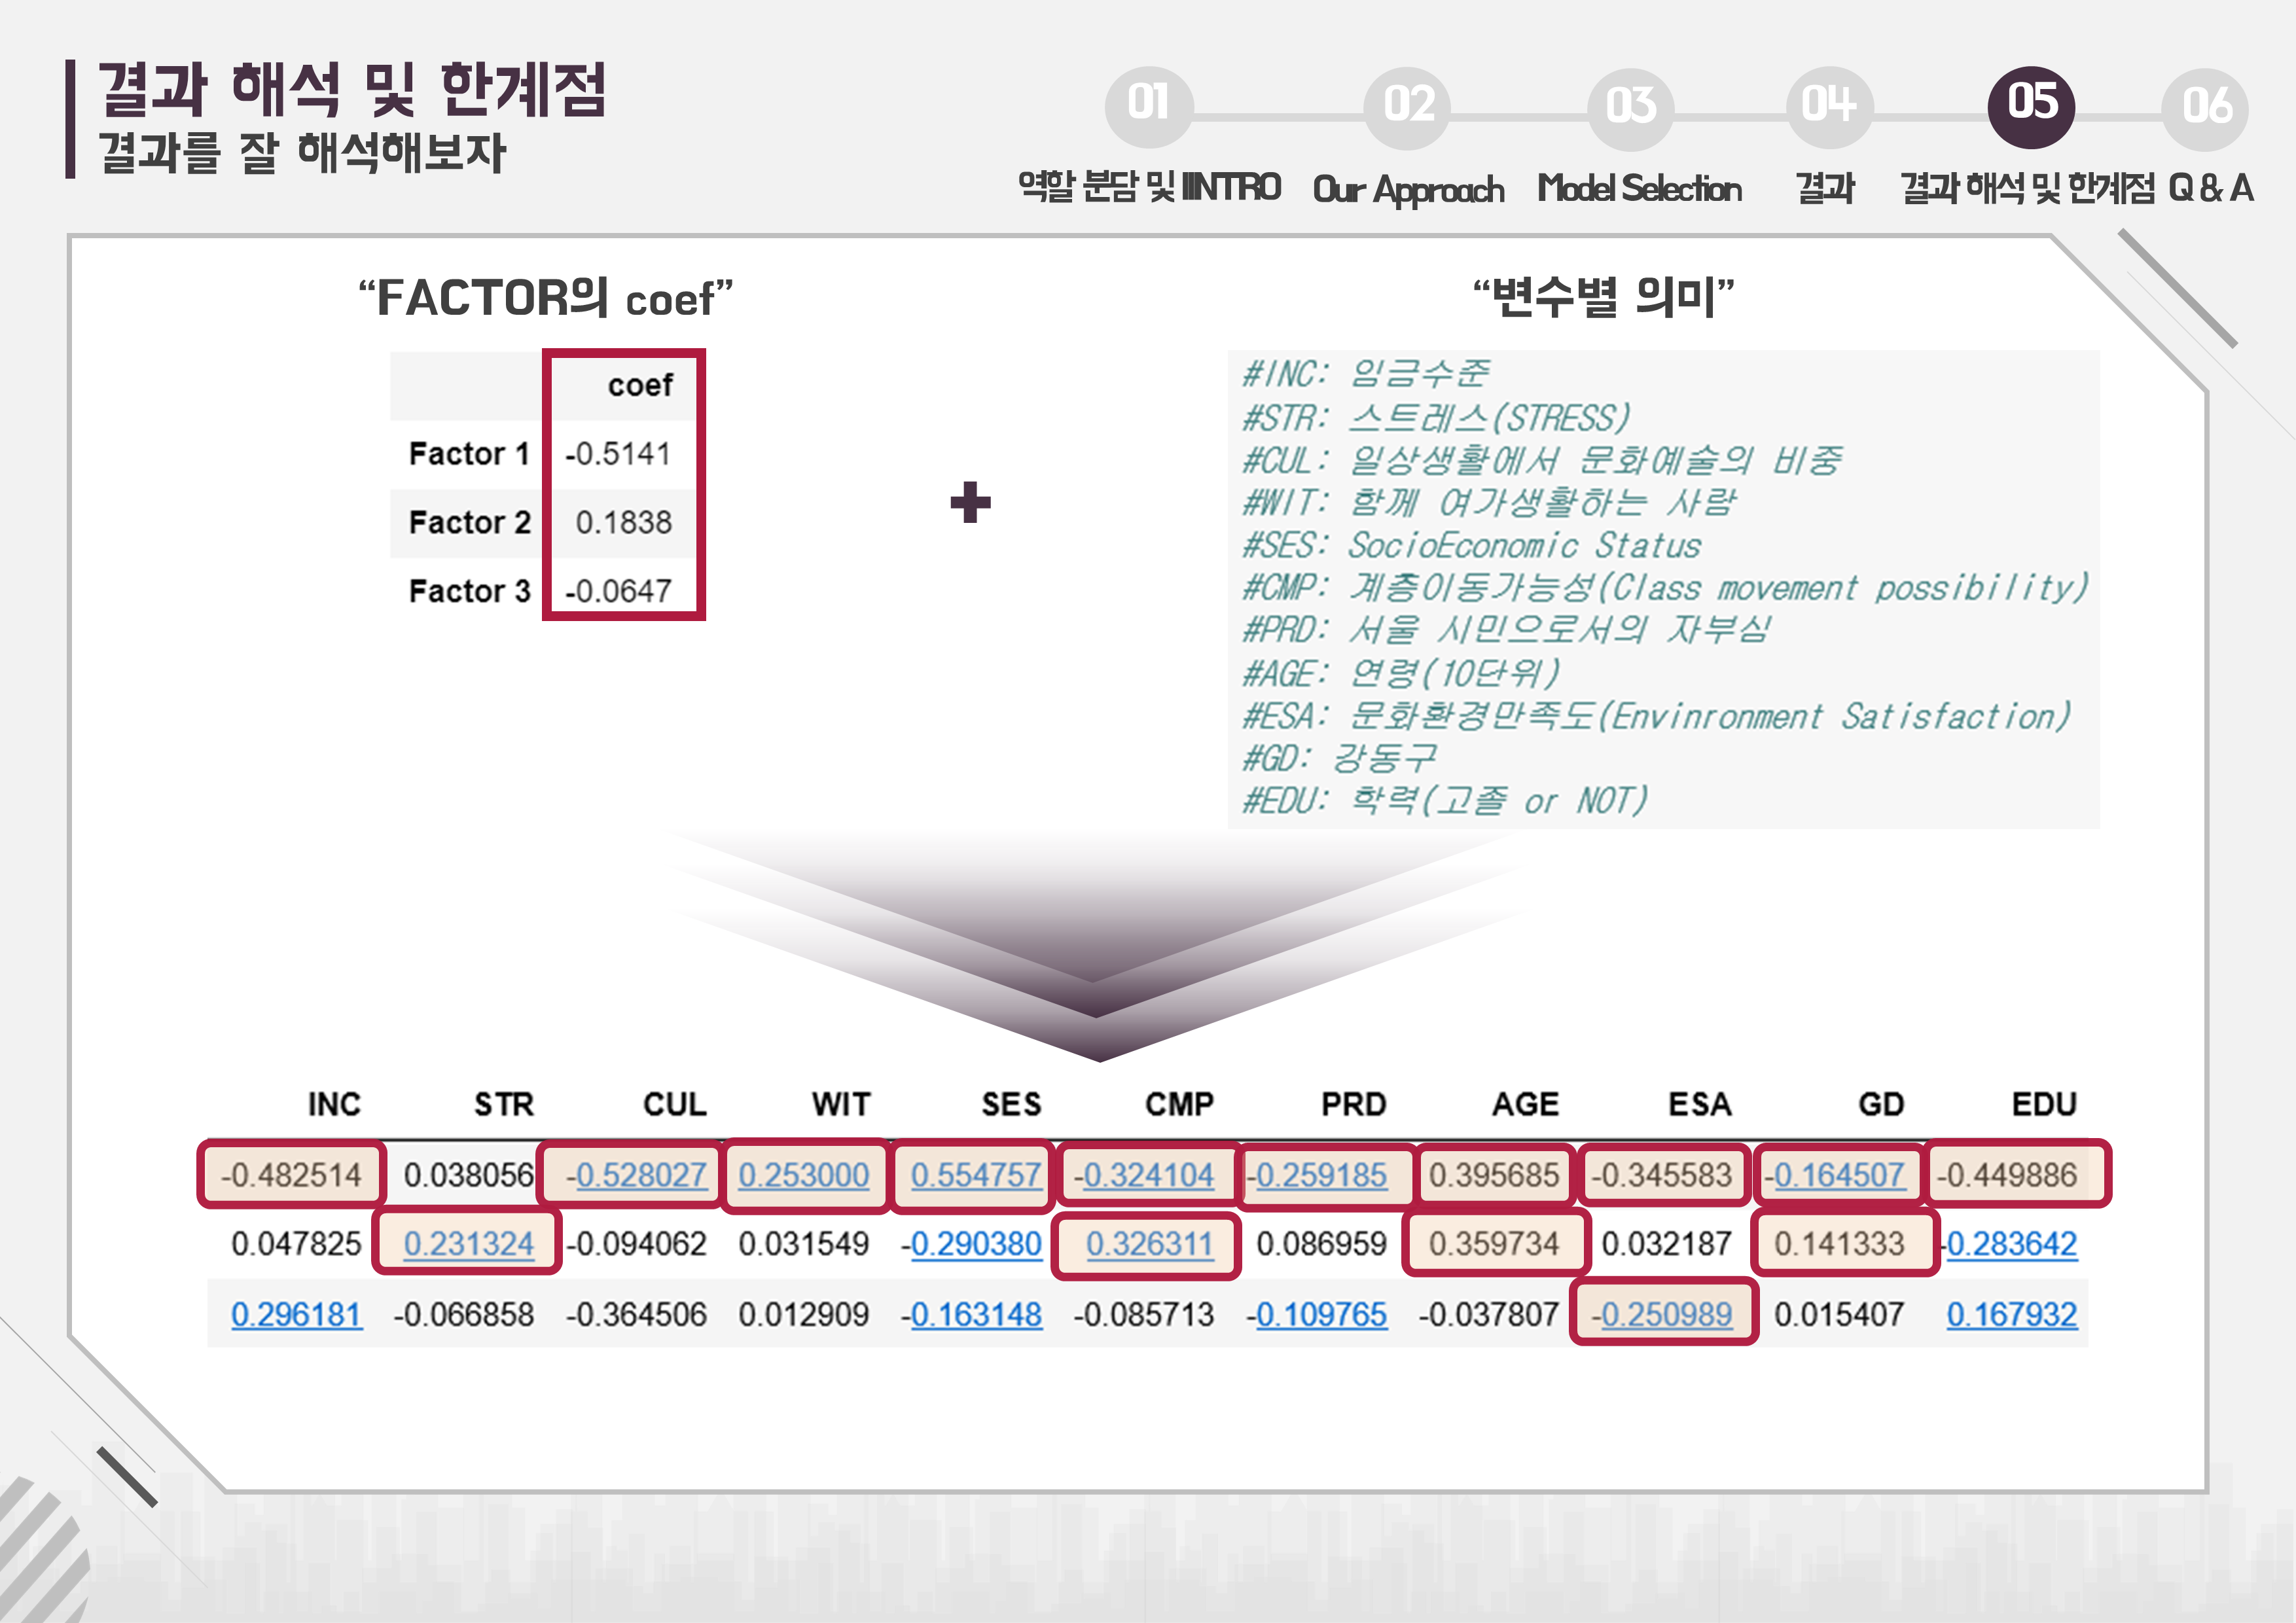 결과 해석 및 한계점
결과를 잘 해석해보자
01 02 03 04 05 06
역할 분담 및 IINTTRO Our Approach Model Selection 결과 결과 해석 및 한계점 Q & A
“FACTOR의 coef”
coef
Factor 1 -0.5141
Factor 2 0.1838
Factor 3 -0.0647
+
“변수별 의미”
#INC: 임금수준
#STR: 스트레스(STRESS)
#CUL: 일상생활에서 문화예술의 비중
#WIT: 함께 여가생활하는 사람
#SES: SocioEconomic Status
#CMP: 계층이동가능성(Class movement possibility)
#PRD: 서울 시민으로서의 자부심
#AGE: 연령(10단위)
#ESA: 문화환경만족도(Envinronment Satisfaction)
#GD: 강동구
#EDU: 학력(고졸 or NOT)
INC STR CUL WIT SES CMP PRD AGE ESA GD EDU
-0.482514 0.038056 -0.528027 0.253000 0.554757 -0.324104 -0.259185 0.395685 -0.345583 -0.164507 -0.449886
0.047825 0.231324 -0.094062 0.031549 -0.290380 0.326311 0.086959 0.359734 0.032187 0.141333 -0.283642
0.296181 -0.066858 -0.364506 0.012909 -0.163148 -0.085713 -0.109765 -0.037807 -0.250989 0.015407 0.167932